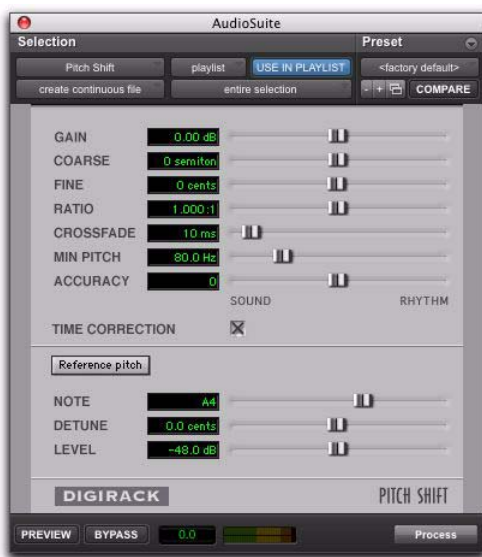 AudioSuite
Selection Preset
Pitch Shift playlist USE IN PLAYLIST <factory default>
create continuous file entire selection - + COMPARE
GAIN 0.00 dB
COARSE 0 semiton
FINE 0 cents
RATIO 1.000:1
CROSSFADE 10 ms
MIN PITCH 80.0 Hz
ACCURACY 0
SOUND RHYTHM
TIME CORRECTION
Reference pitch
NOTE A4
DETUNE 0.0 cents
LEVEL -48.0 dB
DIGIRACK PITCH SHIFT
PREVIEW BYPASS 0.0 Process